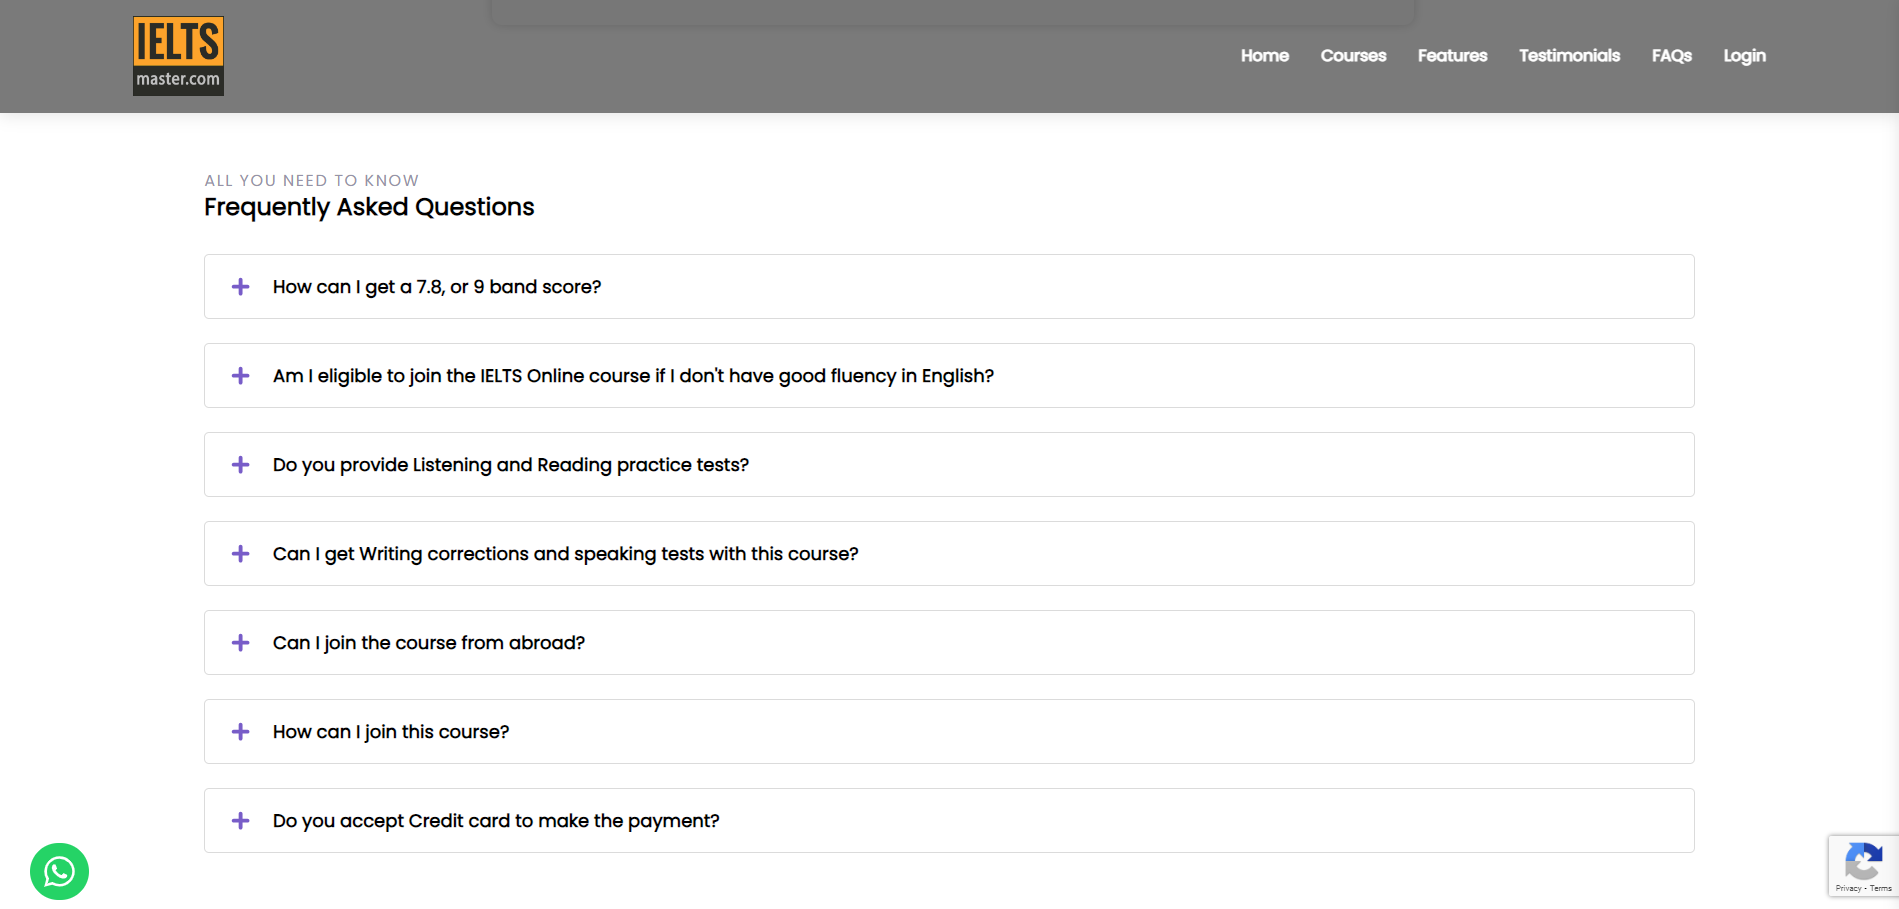 IELTS
master.com
Home Courses Features Testimonials FAQs Login
ALL YOU NEED TO KNOW
Frequently Asked Questions
How can I get a 7.8, or 9 band score?
Am I eligible to join the IELTS Online course if I don't have good fluency in English?
Do you provide Listening and Reading practice tests?
Can I get Writing corrections and speaking tests with this course?
Can I join the course from abroad?
How can I join this course?
Do you accept Credit card to make the payment?
Privacy - Terms